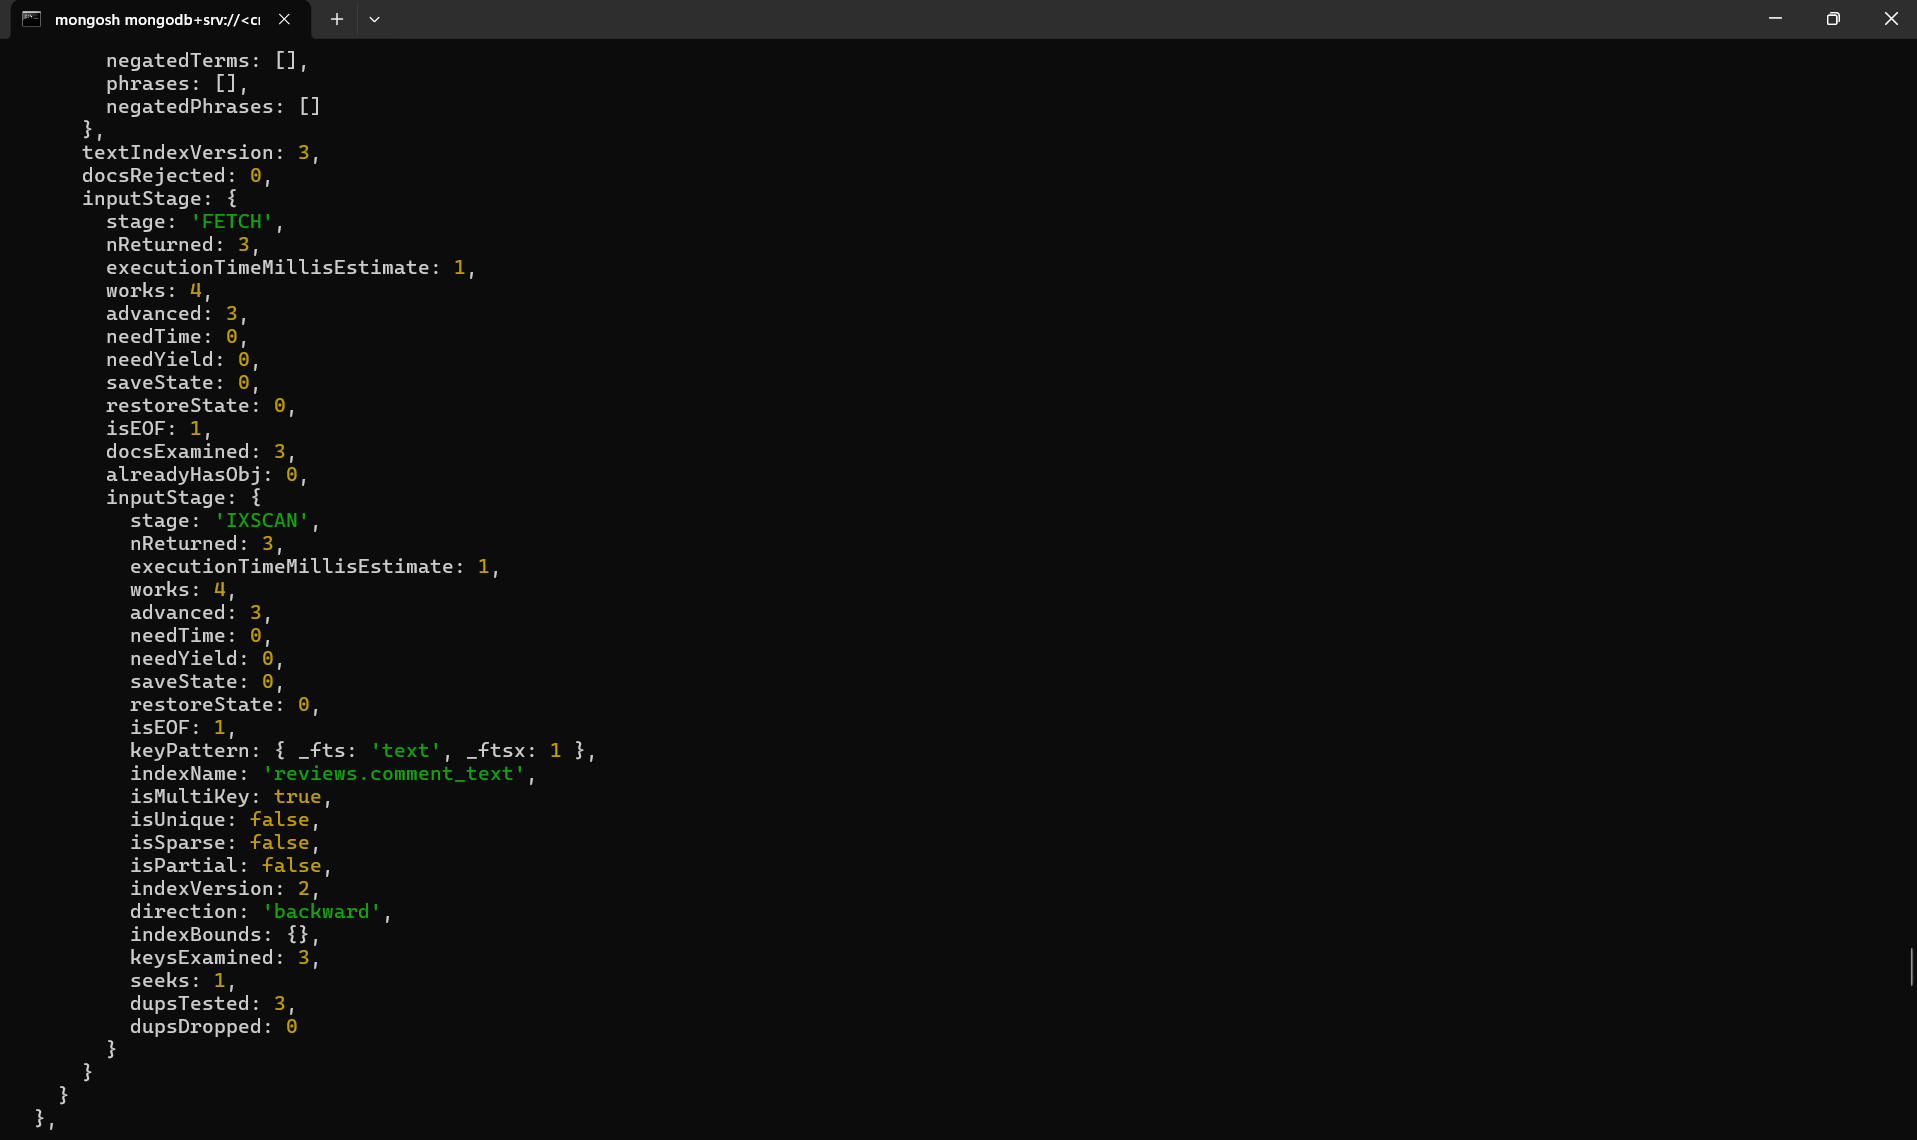 mongosh mongodb+srv://<cr
negatedTerms: [],
phrases: [],
negatedPhrases: []
},
textIndexVersion: 3,
docsRejected: 0,
inputStage: {
stage: 'FETCH',
nReturned: 3,
executionTimeMillisEstimate: 1,
works: 4,
advanced: 3,
needTime: 0,
needYield: 0,
saveState: 0,
restoreState: 0,
isEOF: 1,
docsExamined: 3,
alreadyHasObj: 0,
inputStage: {
stage: 'IXSCAN',
nReturned: 3,
executionTimeMillisEstimate: 1,
works: 4,
advanced: 3,
needTime: 0,
needYield: 0,
saveState: 0,
restoreState: 0,
isEOF: 1,
keyPattern: { _fts: 'text', _ftsx: 1 },
indexName: 'reviews.comment_text',
isMultiKey: true,
isUnique: false,
isSparse: false,
isPartial: false,
indexVersion: 2,
direction: 'backward',
indexBounds: {},
keysExamined: 3,
seeks: 1,
dupsTested: 3,
dupsDropped: 0
}
}
}
},